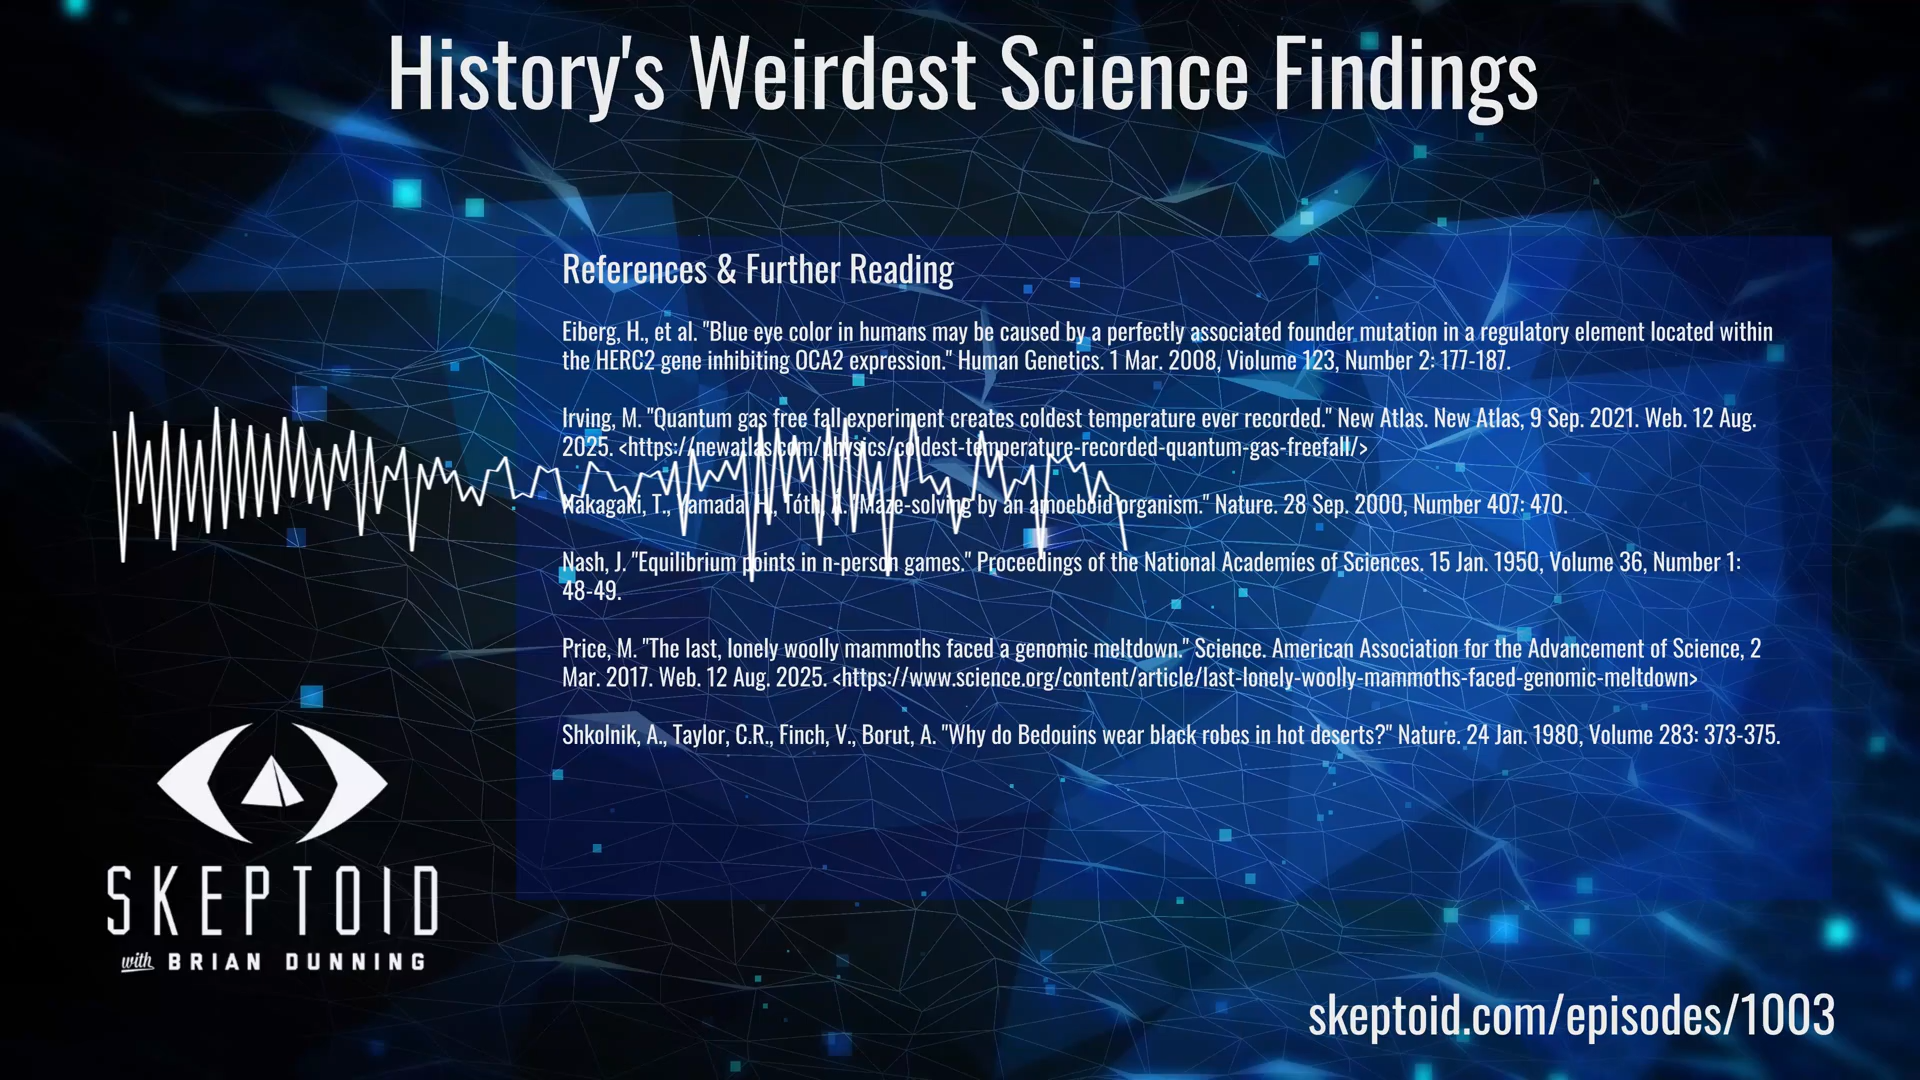 History's Weirdest Science Findings
References & Further Reading
Eiberg, H., et al. "Blue eye color in humans may be caused by a perfectly associated founder mutation in a regulatory element located within
the HERC2 gene inhibiting OCA2 expression." Human Genetics. 1 Mar. 2008, Violume 123, Number 2: 177-187.
Irving, M. "Quantum gas free fall experiment creates coldest temperature ever recorded." New Atlas. New Atlas, 9 Sep. 2021. Web. 12 Aug.
2025. <https://newatlas.com/physics/coldest-temperature-recorded-quantum-gas-freefall/>
Nakagaki, T., Yamada, H., Tóth, Á. "Maze-solving by an amoeboid organism." Nature. 28 Sep. 2000, Number 407: 470.
Nash, J. "Equilibrium points in n-person games." Proceedings of the National Academies of Sciences. 15 Jan. 1950, Volume 36, Number 1:
48-49.
Price, M. "The last, lonely woolly mammoths faced a genomic meltdown." Science. American Association for the Advancement of Science, 2
Mar. 2017. Web. 12 Aug. 2025. <https://www.science.org/content/article/last-lonely-woolly-mammoths-faced-genomic-meltdown>
Shkolnik, A., Taylor, C.R., Finch, V., Borut, A. "Why do Bedouins wear black robes in hot deserts?" Nature. 24 Jan. 1980, Volume 283: 373-375.
SKEPTOID
with BRIAN DUNNING
skeptoid.com/episodes/1003